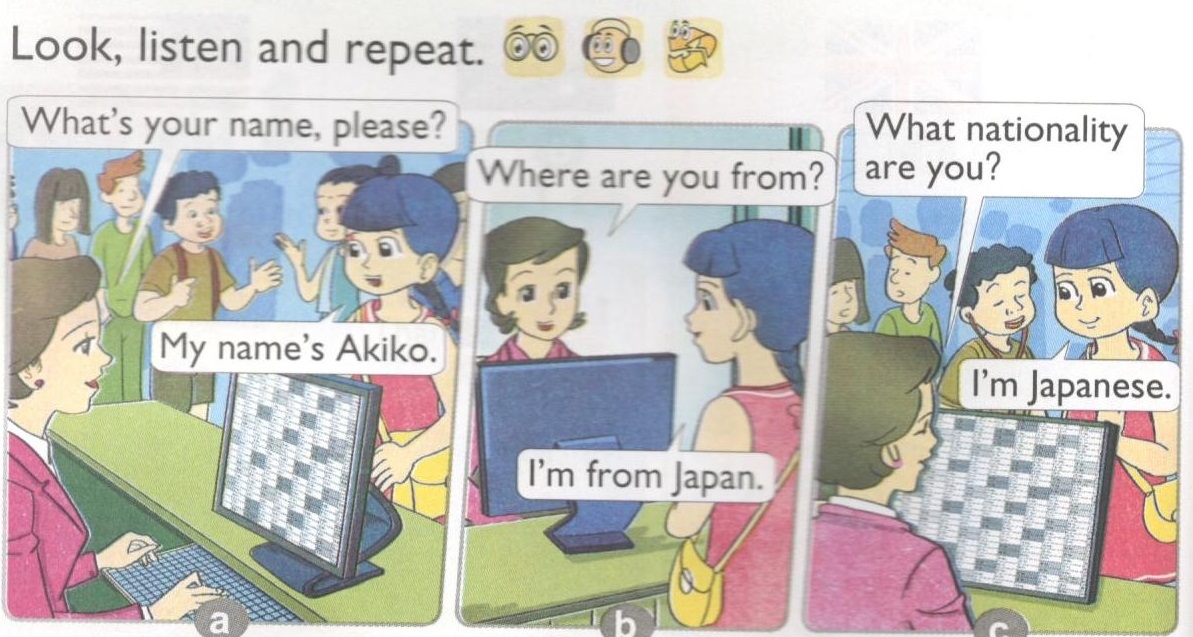 Look, listen and repeat.
What's your name, please?
My name's Akiko.
a
Where are you from?
I'm from Japan.
b
What nationality
are you?
I'm Japanese.
c